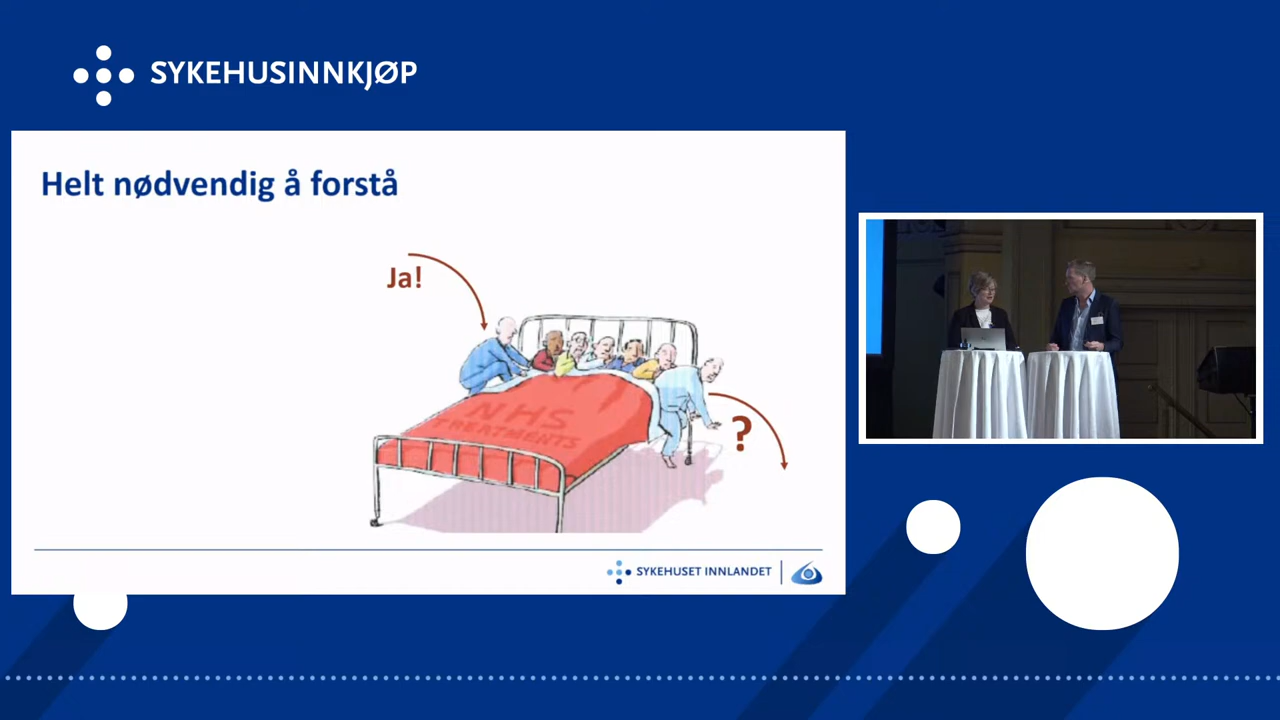 SYKEHUSINNKJØP
Helt nødvendig å forstå
Ja!
NHS
TREATMENTS
?
SYKEHUSET INNLANDET